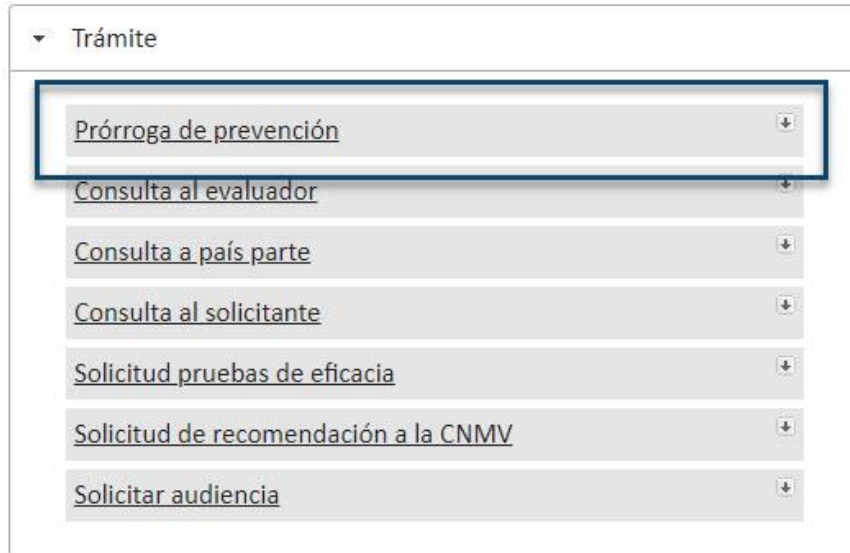 Trámite
Prórroga de prevención
Consulta al evaluador
Consulta a país parte
Consulta al solicitante
Solicitud pruebas de eficacia
Solicitud de recomendación a la CNMV
Solicitar audiencia